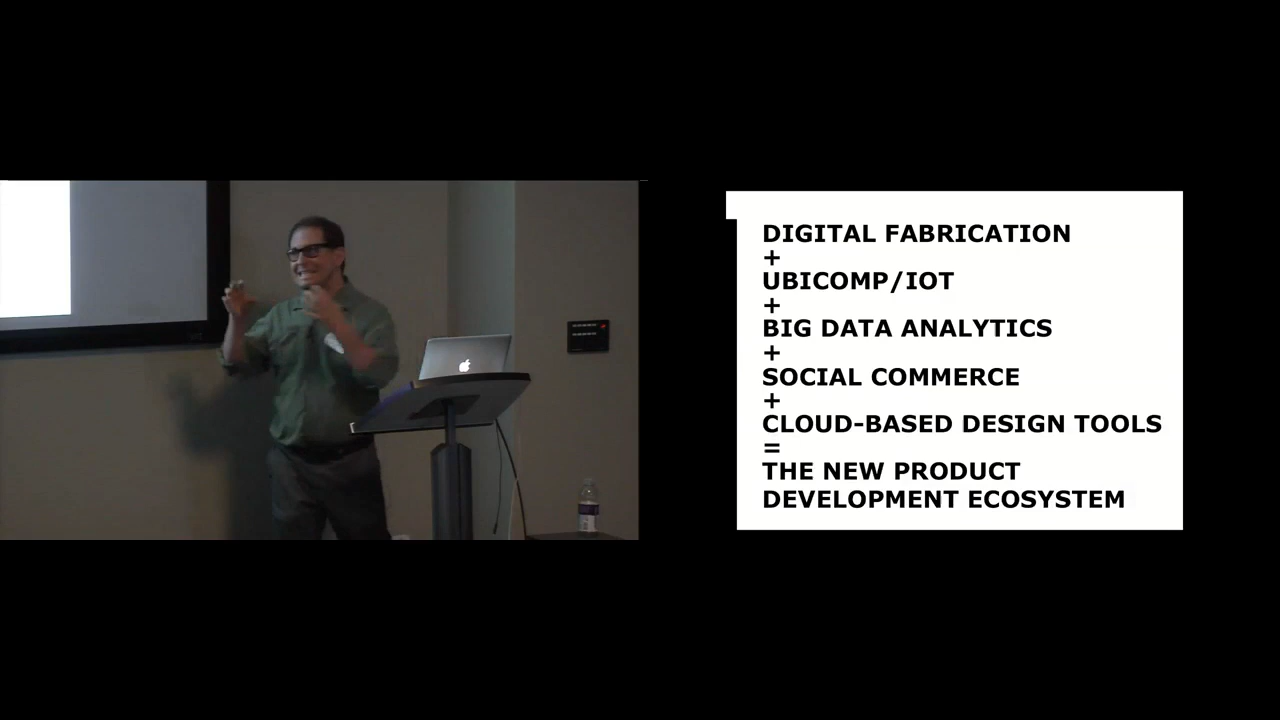 DIGITAL FABRICATION
+
UBICOMP/IOT
+
BIG DATA ANALYTICS
+
SOCIAL COMMERCE
+
CLOUD-BASED DESIGN TOOLS
=
THE NEW PRODUCT
DEVELOPMENT ECOSYSTEM